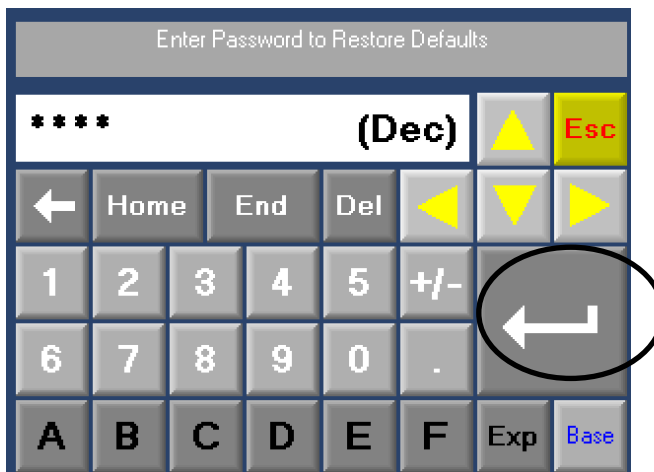 Enter Password to Restore Defaults
**** (Dec) Esc
Home End Del
1 2 3 4 5 +/-
6 7 8 9 0 .
A B C D E F Exp Base